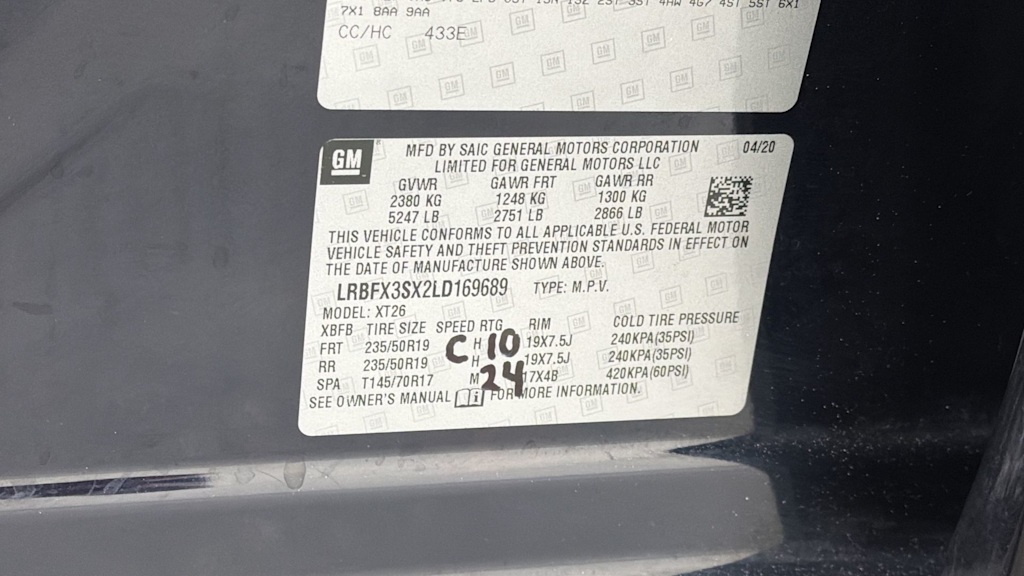 7X1 8AA 9AA
CC/HC 433E
GM
MFD BY SAIC GENERAL MOTORS CORPORATION 04/20
LIMITED FOR GENERAL MOTORS LLC
GVWR GAWR FRT GAWR RR
2380 KG 1248 KG 1300 KG
5247 LB 2751 LB 2866 LB
THIS VEHICLE CONFORMS TO ALL APPLICABLE U.S. FEDERAL MOTOR
VEHICLE SAFETY AND THEFT PREVENTION STANDARDS IN EFFECT ON
THE DATE OF MANUFACTURE SHOWN ABOVE.
LRBFX3SX2LD169689 TYPE: M.P.V.
MODEL: XT26
XBFB TIRE SIZE SPEED RTG RIM COLD TIRE PRESSURE
FRT 235/50R19 H 19X7.5J 240KPA(35PSI)
C 10
RR 235/50R19 H 19X7.5J 240KPA(35PSI)
24
SPA T145/70R17 M 17X4B 420KPA(60PSI)
SEE OWNER'S MANUAL FOR MORE INFORMATION.